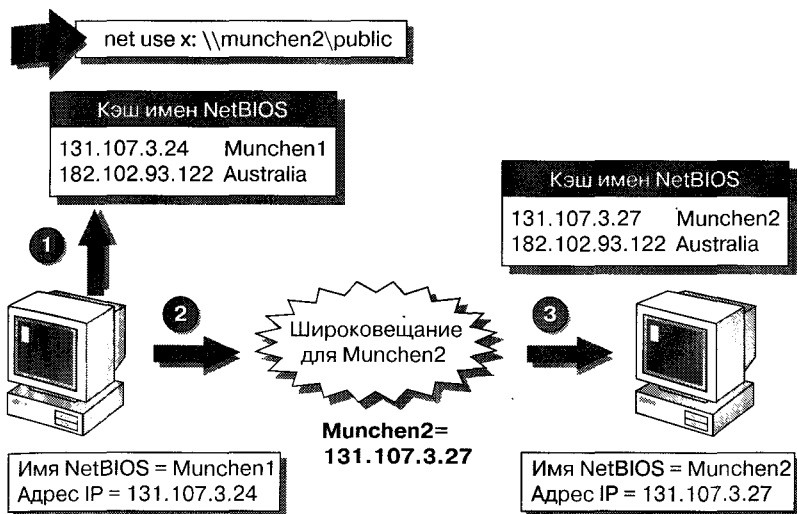 net use x: \\munchen2\public
Кэш имен NetBIOS
131.107.3.24 Munchen1
182.102.93.122 Australia
Кэш имен NetBIOS
131.107.3.27 Munchen2
182.102.93.122 Australia
1
2
Широковещание
для Munchen2
3
Munchen2=
131.107.3.27
Имя NetBIOS = Munchen1
Адрес IP = 131.107.3.24
Имя NetBIOS = Munchen2
Адрес IP = 131.107.3.27